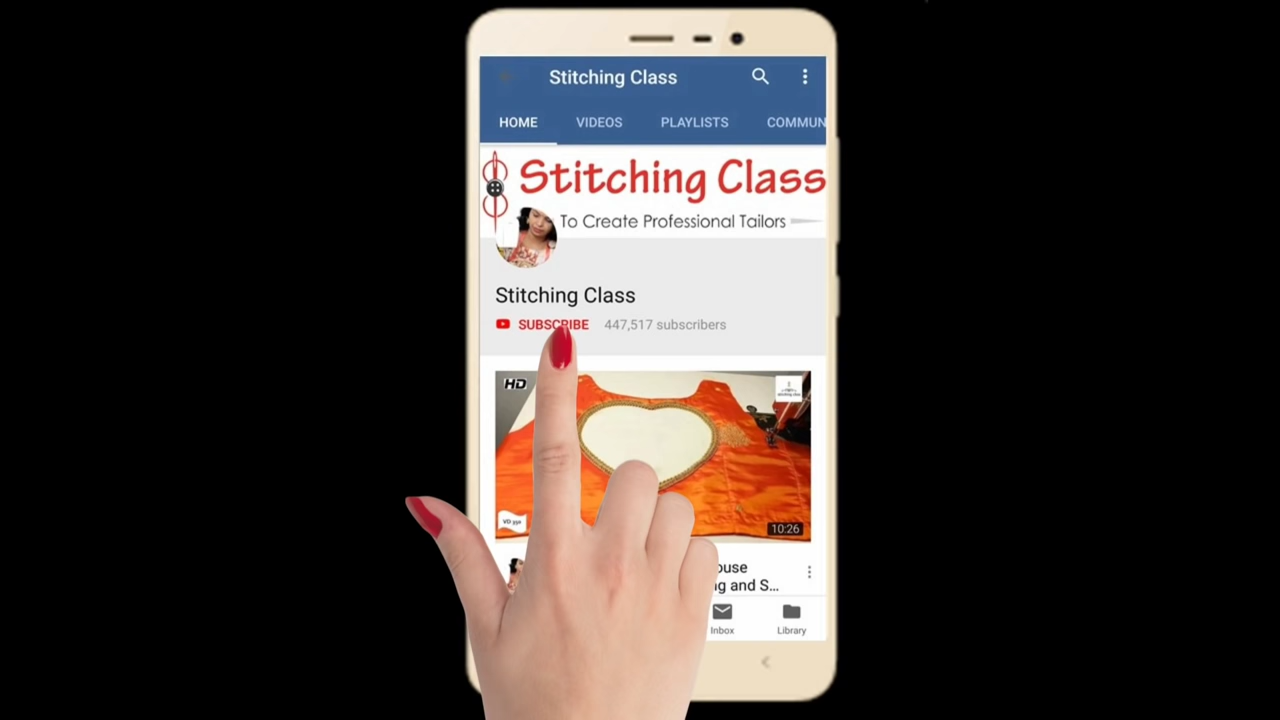 Stitching Class
HOME VIDEOS PLAYLISTS COMMUN
Stitching Class
To Create Professional Tailors
Stitching Class
SUBSCRIBE 447,517 subscribers
HD
10:26
ouse
g and S...
Inbox Library